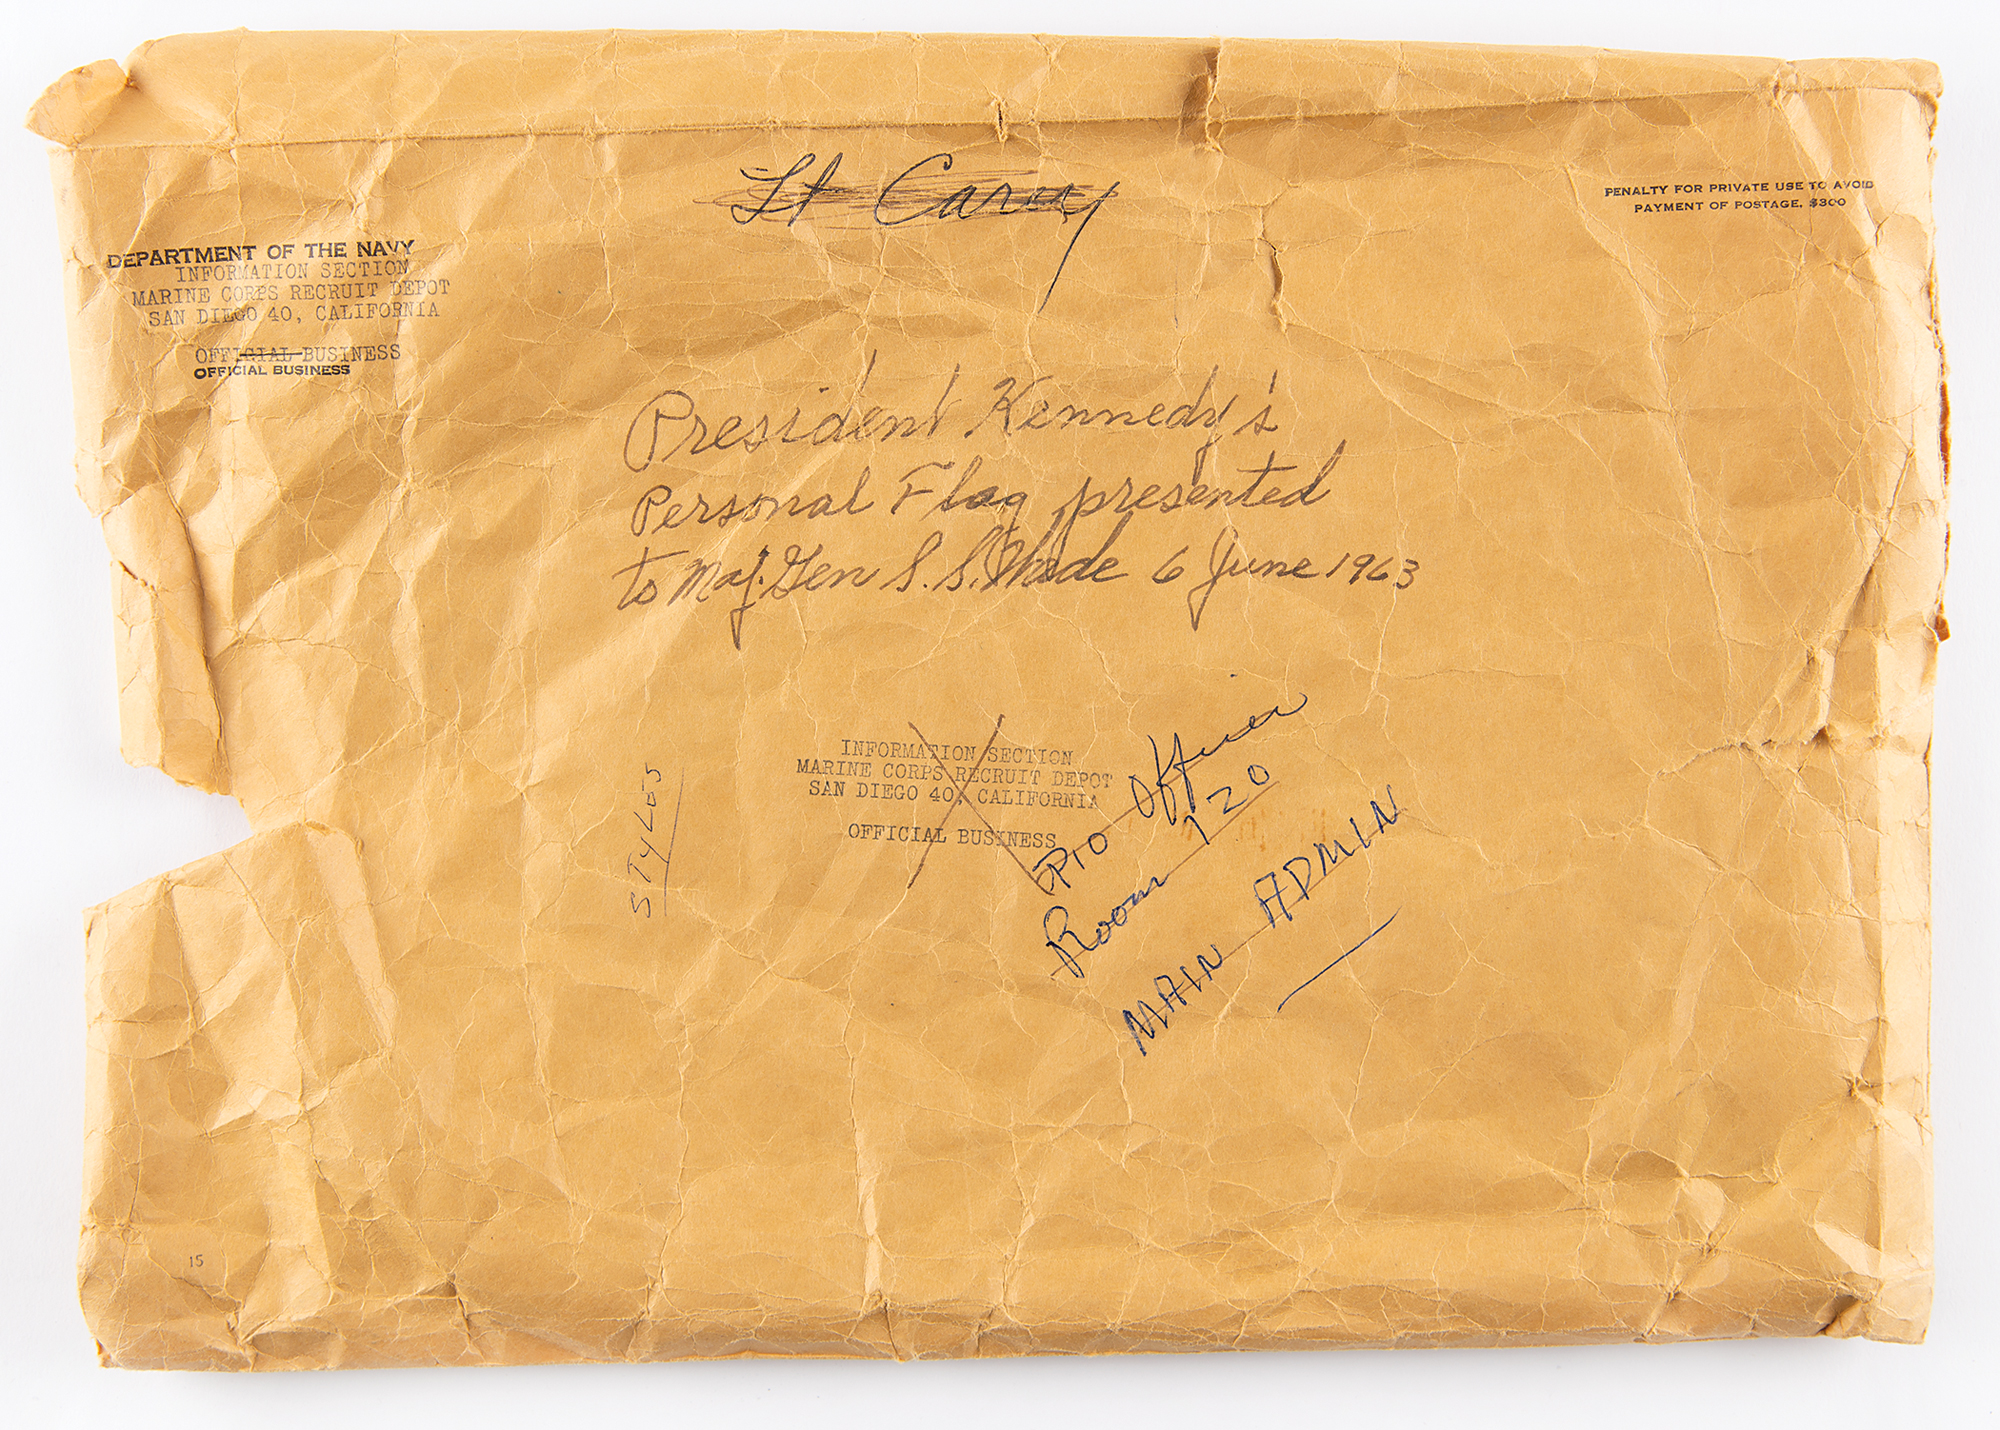 Lt Carey
PENALTY FOR PRIVATE USE TO AVOID
PAYMENT OF POSTAGE, $300
DEPARTMENT OF THE NAVY
INFORMATION SECTION
MARINE CORPS RECRUIT DEPOT
SAN DIEGO 40, CALIFORNIA
OFFICIAL BUSINESS
OFFICIAL BUSINESS
President Kennedy's
Personal Flag presented
to Maj. Gen S. S. Wade 6 June 1963
INFORMATION SECTION
MARINE CORPS RECRUIT DEPOT
SAN DIEGO 40, CALIFORNIA
OFFICIAL BUSINESS
PIO Officer
Room 120
MAIN ADMIN
15